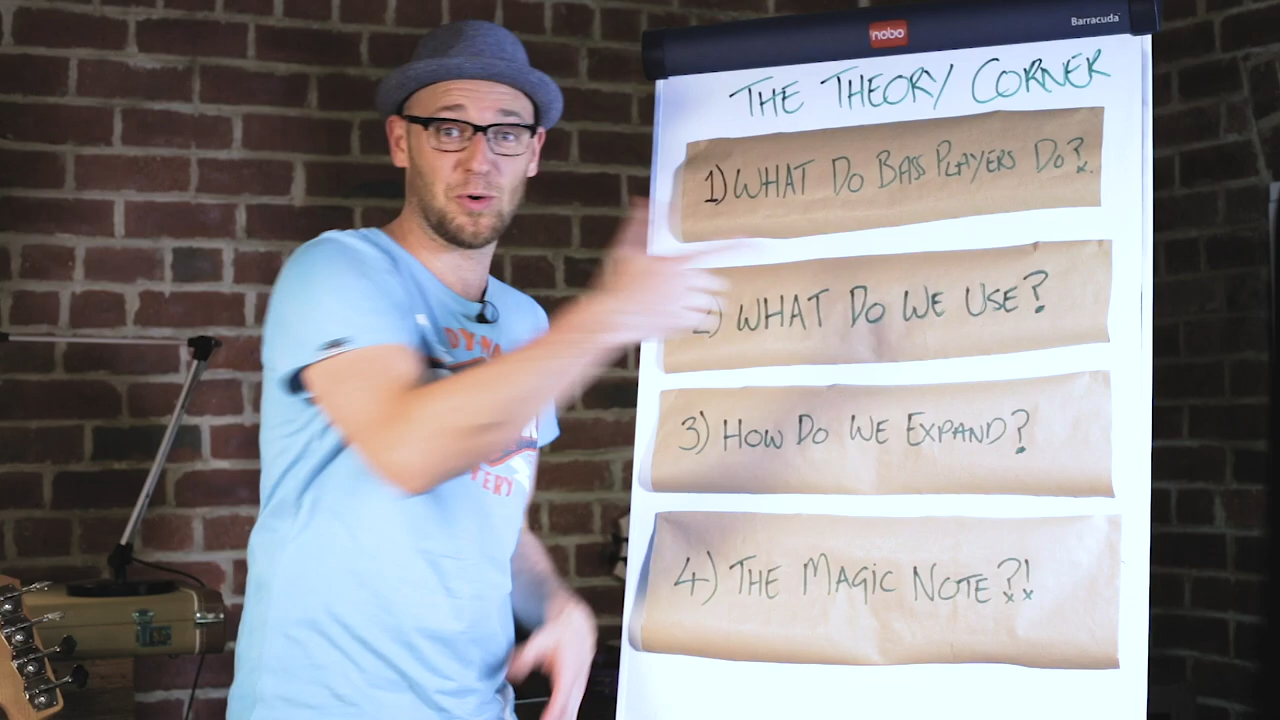 nobo
Barracuda
THE THEORY CORNER
1) WHAT DO BASS PLAYERS DO?
2) WHAT DO WE USE?
3) HOW DO WE EXPAND?
4) THE MAGIC NOTE?!